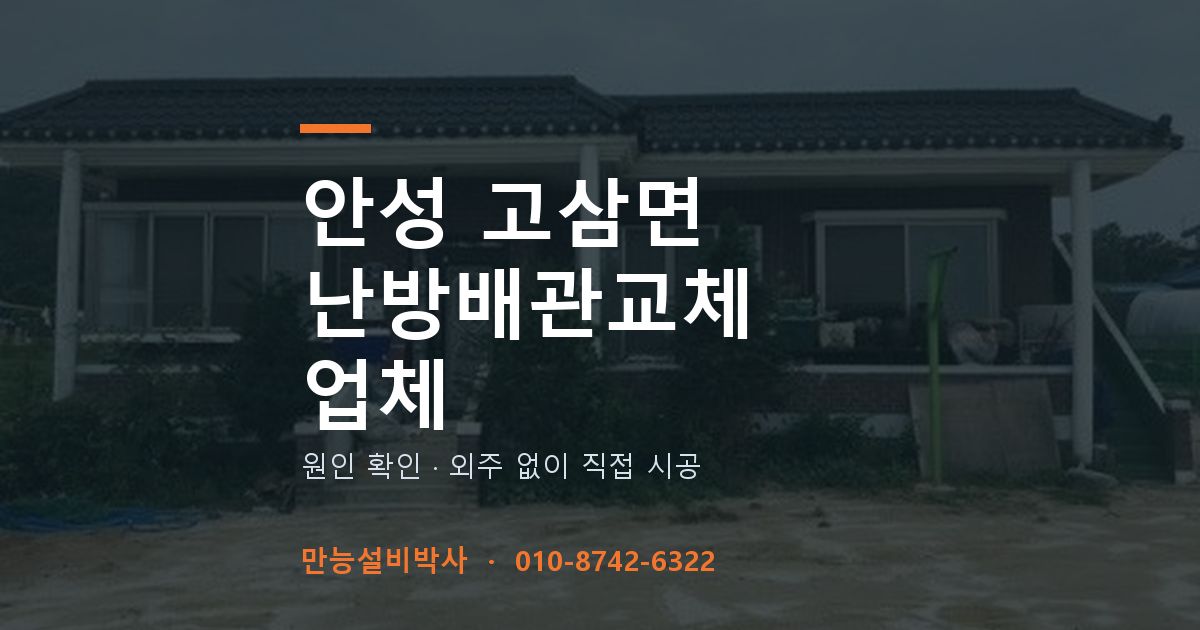 안성 고삼면
난방배관교체
업체
원인 확인 · 외주 없이 직접 시공
만능설비박사 · 010-8742-6322